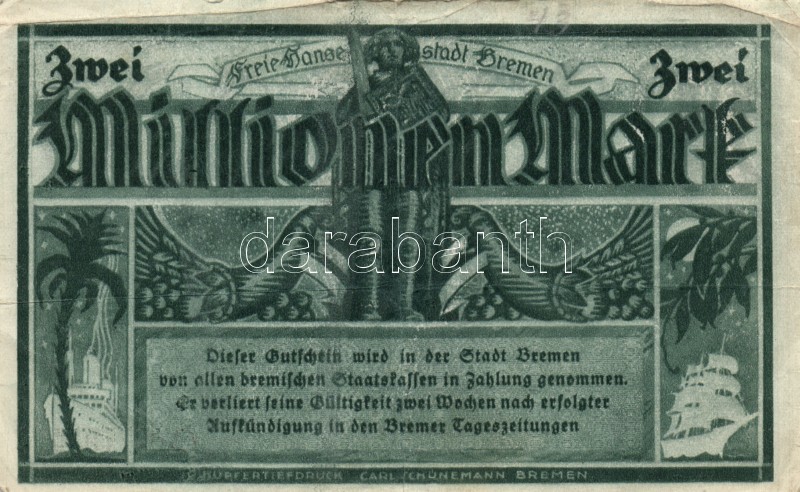 Zwei Freie Hansestadt Bremen Zwei
Millionen Mark
darabanth
Dieser Gutschein wird in der Stadt Bremen
von allen bremischen Staatskassen in Zahlung genommen.
Er verliert seine Gültigkeit zwei Wochen nach erfolgter
Aufkündigung in den Bremer Tageszeitungen
KUPFERTIEFDRUCK CARL SCHÜNEMANN BREMEN